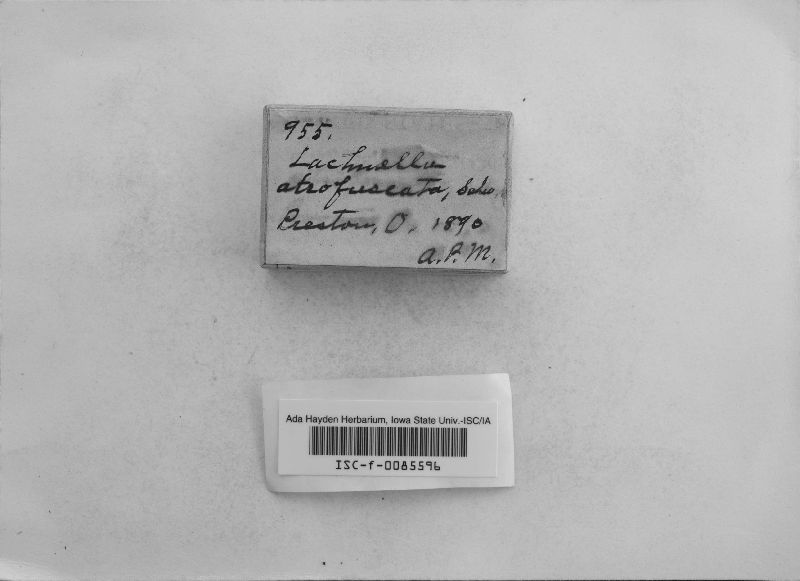 955.
Lachnella
atrofuscata, Schw.
Preston, O. 1890
A.P.M.
Ada Hayden Herbarium, Iowa State Univ.-ISC/IA
ISC-f-0085596